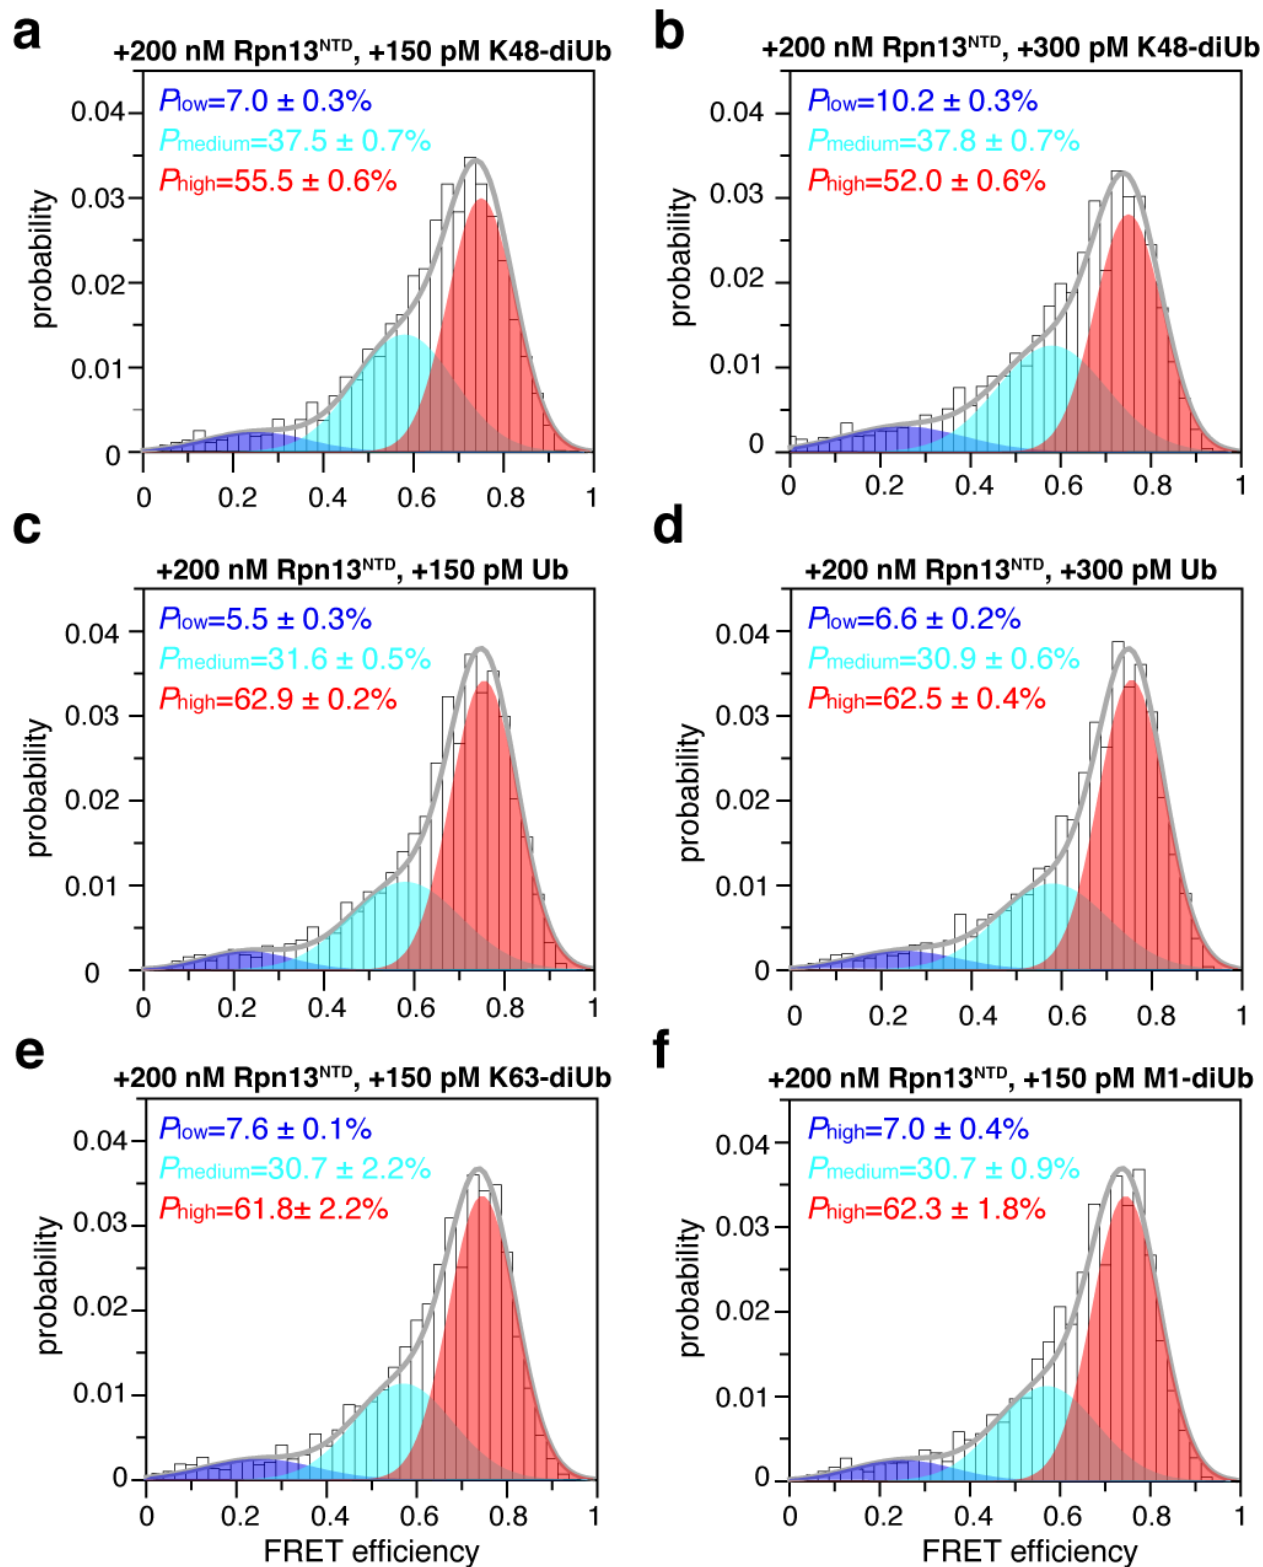 a
+200 nM Rpn13NTD, +150 pM K48-diUb
Plow=7.0 ± 0.3%
Pmedium=37.5 ± 0.7%
Phigh=55.5 ± 0.6%
probability
0.04
0.03
0.02
0.01
0
0 0.2 0.4 0.6 0.8 1
b
+200 nM Rpn13NTD, +300 pM K48-diUb
Plow=10.2 ± 0.3%
Pmedium=37.8 ± 0.7%
Phigh=52.0 ± 0.6%
probability
0.04
0.03
0.02
0.01
0
0 0.2 0.4 0.6 0.8 1
c
+200 nM Rpn13NTD, +150 pM Ub
Plow=5.5 ± 0.3%
Pmedium=31.6 ± 0.5%
Phigh=62.9 ± 0.2%
probability
0.04
0.03
0.02
0.01
0
0 0.2 0.4 0.6 0.8 1
d
+200 nM Rpn13NTD, +300 pM Ub
Plow=6.6 ± 0.2%
Pmedium=30.9 ± 0.6%
Phigh=62.5 ± 0.4%
probability
0.04
0.03
0.02
0.01
0
0 0.2 0.4 0.6 0.8 1
e
+200 nM Rpn13NTD, +150 pM K63-diUb
Plow=7.6 ± 0.1%
Pmedium=30.7 ± 2.2%
Phigh=61.8± 2.2%
probability
0.04
0.03
0.02
0.01
0
0 0.2 0.4 0.6 0.8 1
FRET efficiency
f
+200 nM Rpn13NTD, +150 pM M1-diUb
Phigh=7.0 ± 0.4%
Pmedium=30.7 ± 0.9%
Phigh=62.3 ± 1.8%
probability
0.04
0.03
0.02
0.01
0
0 0.2 0.4 0.6 0.8 1
FRET efficiency